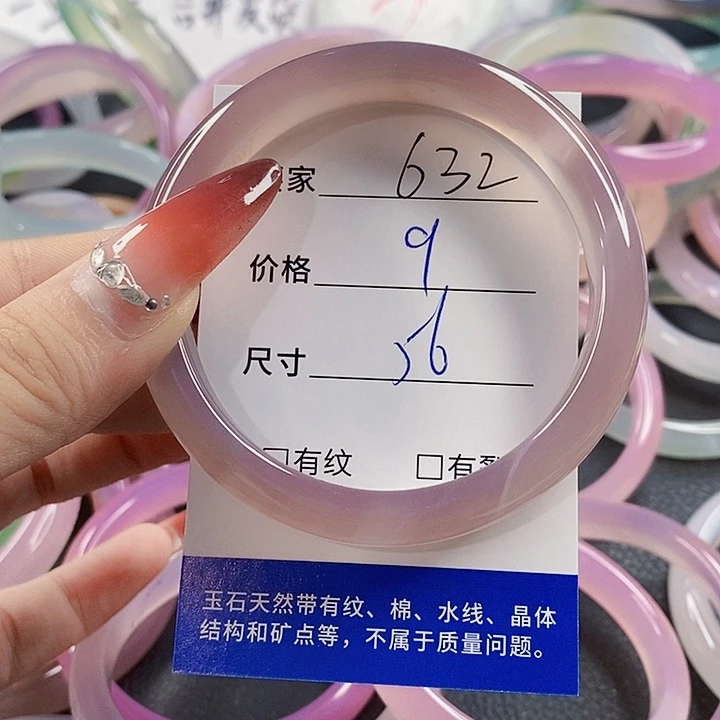 家 632
价格 9
尺寸 56
□有纹 □有裂
玉石天然带有纹、棉、水线、晶体
结构和矿点等，不属于质量问题。